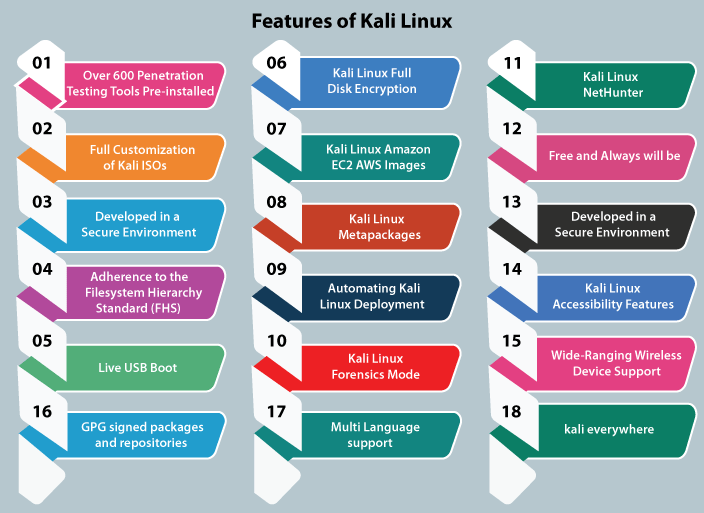 Features of Kali Linux
01
Over 600 Penetration
Testing Tools Pre-installed
02
Full Customization
of Kali ISOs
03
Developed in a
Secure Environment
04
Adherence to the
Filesystem Hierarchy
Standard (FHS)
05
Live USB Boot
16
GPG signed packages
and repositories
06
Kali Linux Full
Disk Encryption
07
Kali Linux Amazon
EC2 AWS Images
08
Kali Linux
Metapackages
09
Automating Kali
Linux Deployment
10
Kali Linux
Forensics Mode
17
Multi Language
support
11
Kali Linux
NetHunter
12
Free and Always will be
13
Developed in a
Secure Environment
14
Kali Linux
Accessibility Features
15
Wide-Ranging Wireless
Device Support
18
kali everywhere